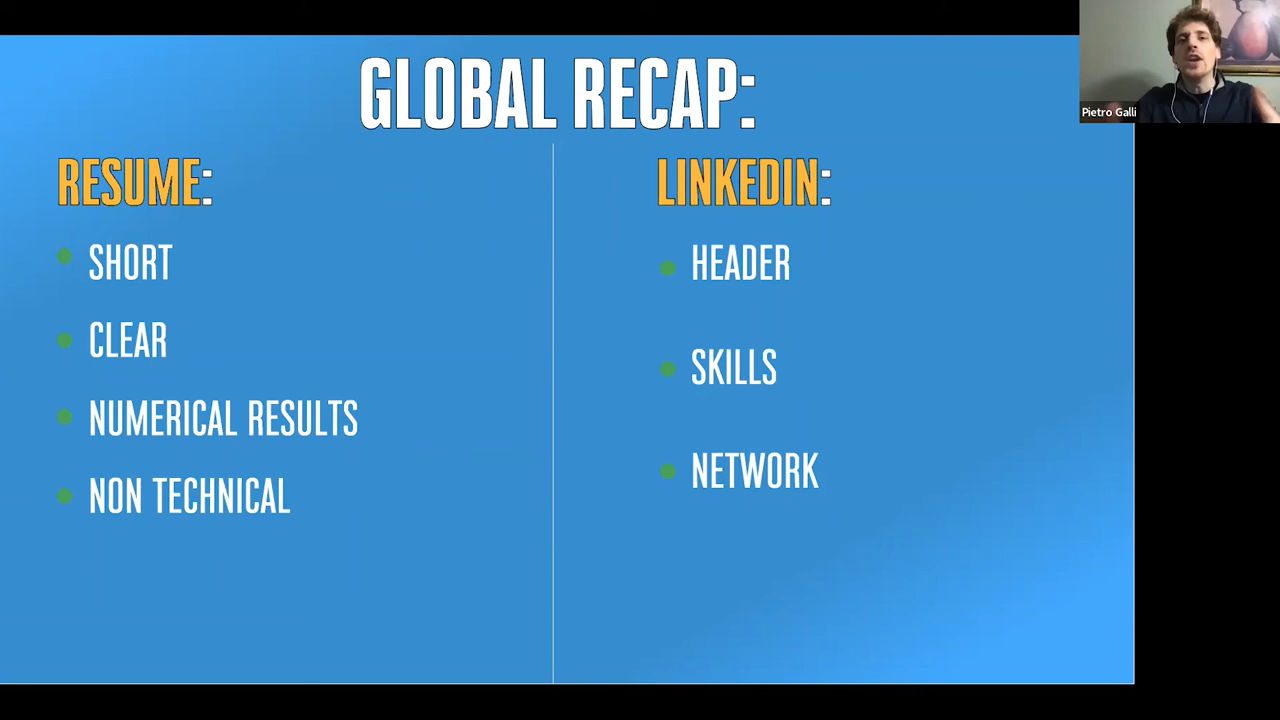 GLOBAL RECAP:
RESUME:
SHORT
CLEAR
NUMERICAL RESULTS
NON TECHNICAL
LINKEDIN:
HEADER
SKILLS
NETWORK
Pietro Galli